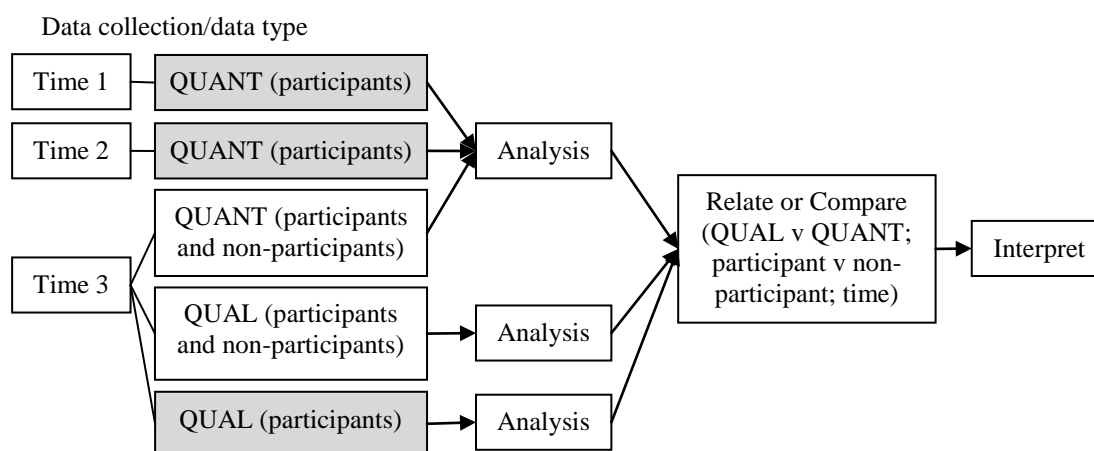 Data collection/data type
Time 1
QUANT (participants)
Time 2
QUANT (participants)
Analysis
QUANT (participants
and non-participants)
Relate or Compare
(QUAL v QUANT;
participant v non-
participant; time)
Interpret
Time 3
QUAL (participants
and non-participants)
Analysis
QUAL (participants)
Analysis